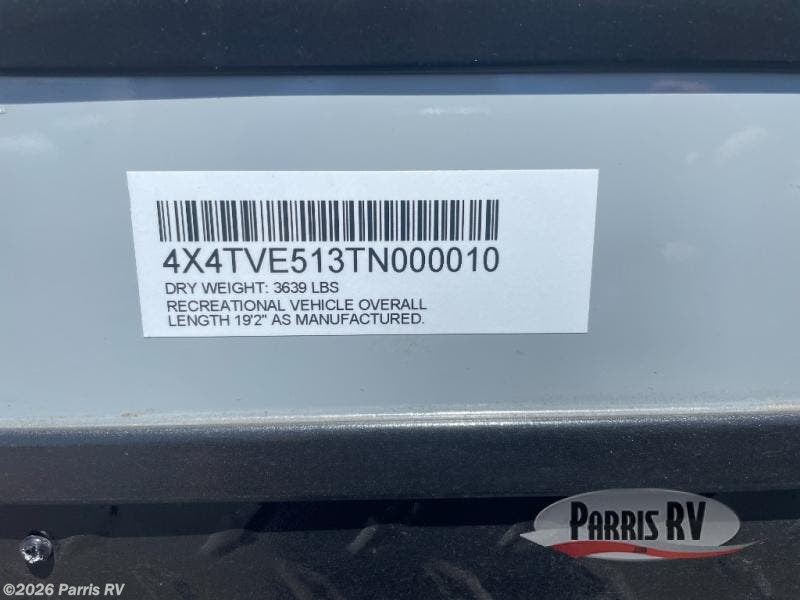 4X4TVE513TN000010
DRY WEIGHT: 3639 LBS
RECREATIONAL VEHICLE OVERALL
LENGTH 19'2" AS MANUFACTURED.
PARRIS RV
©2026 Parris RV